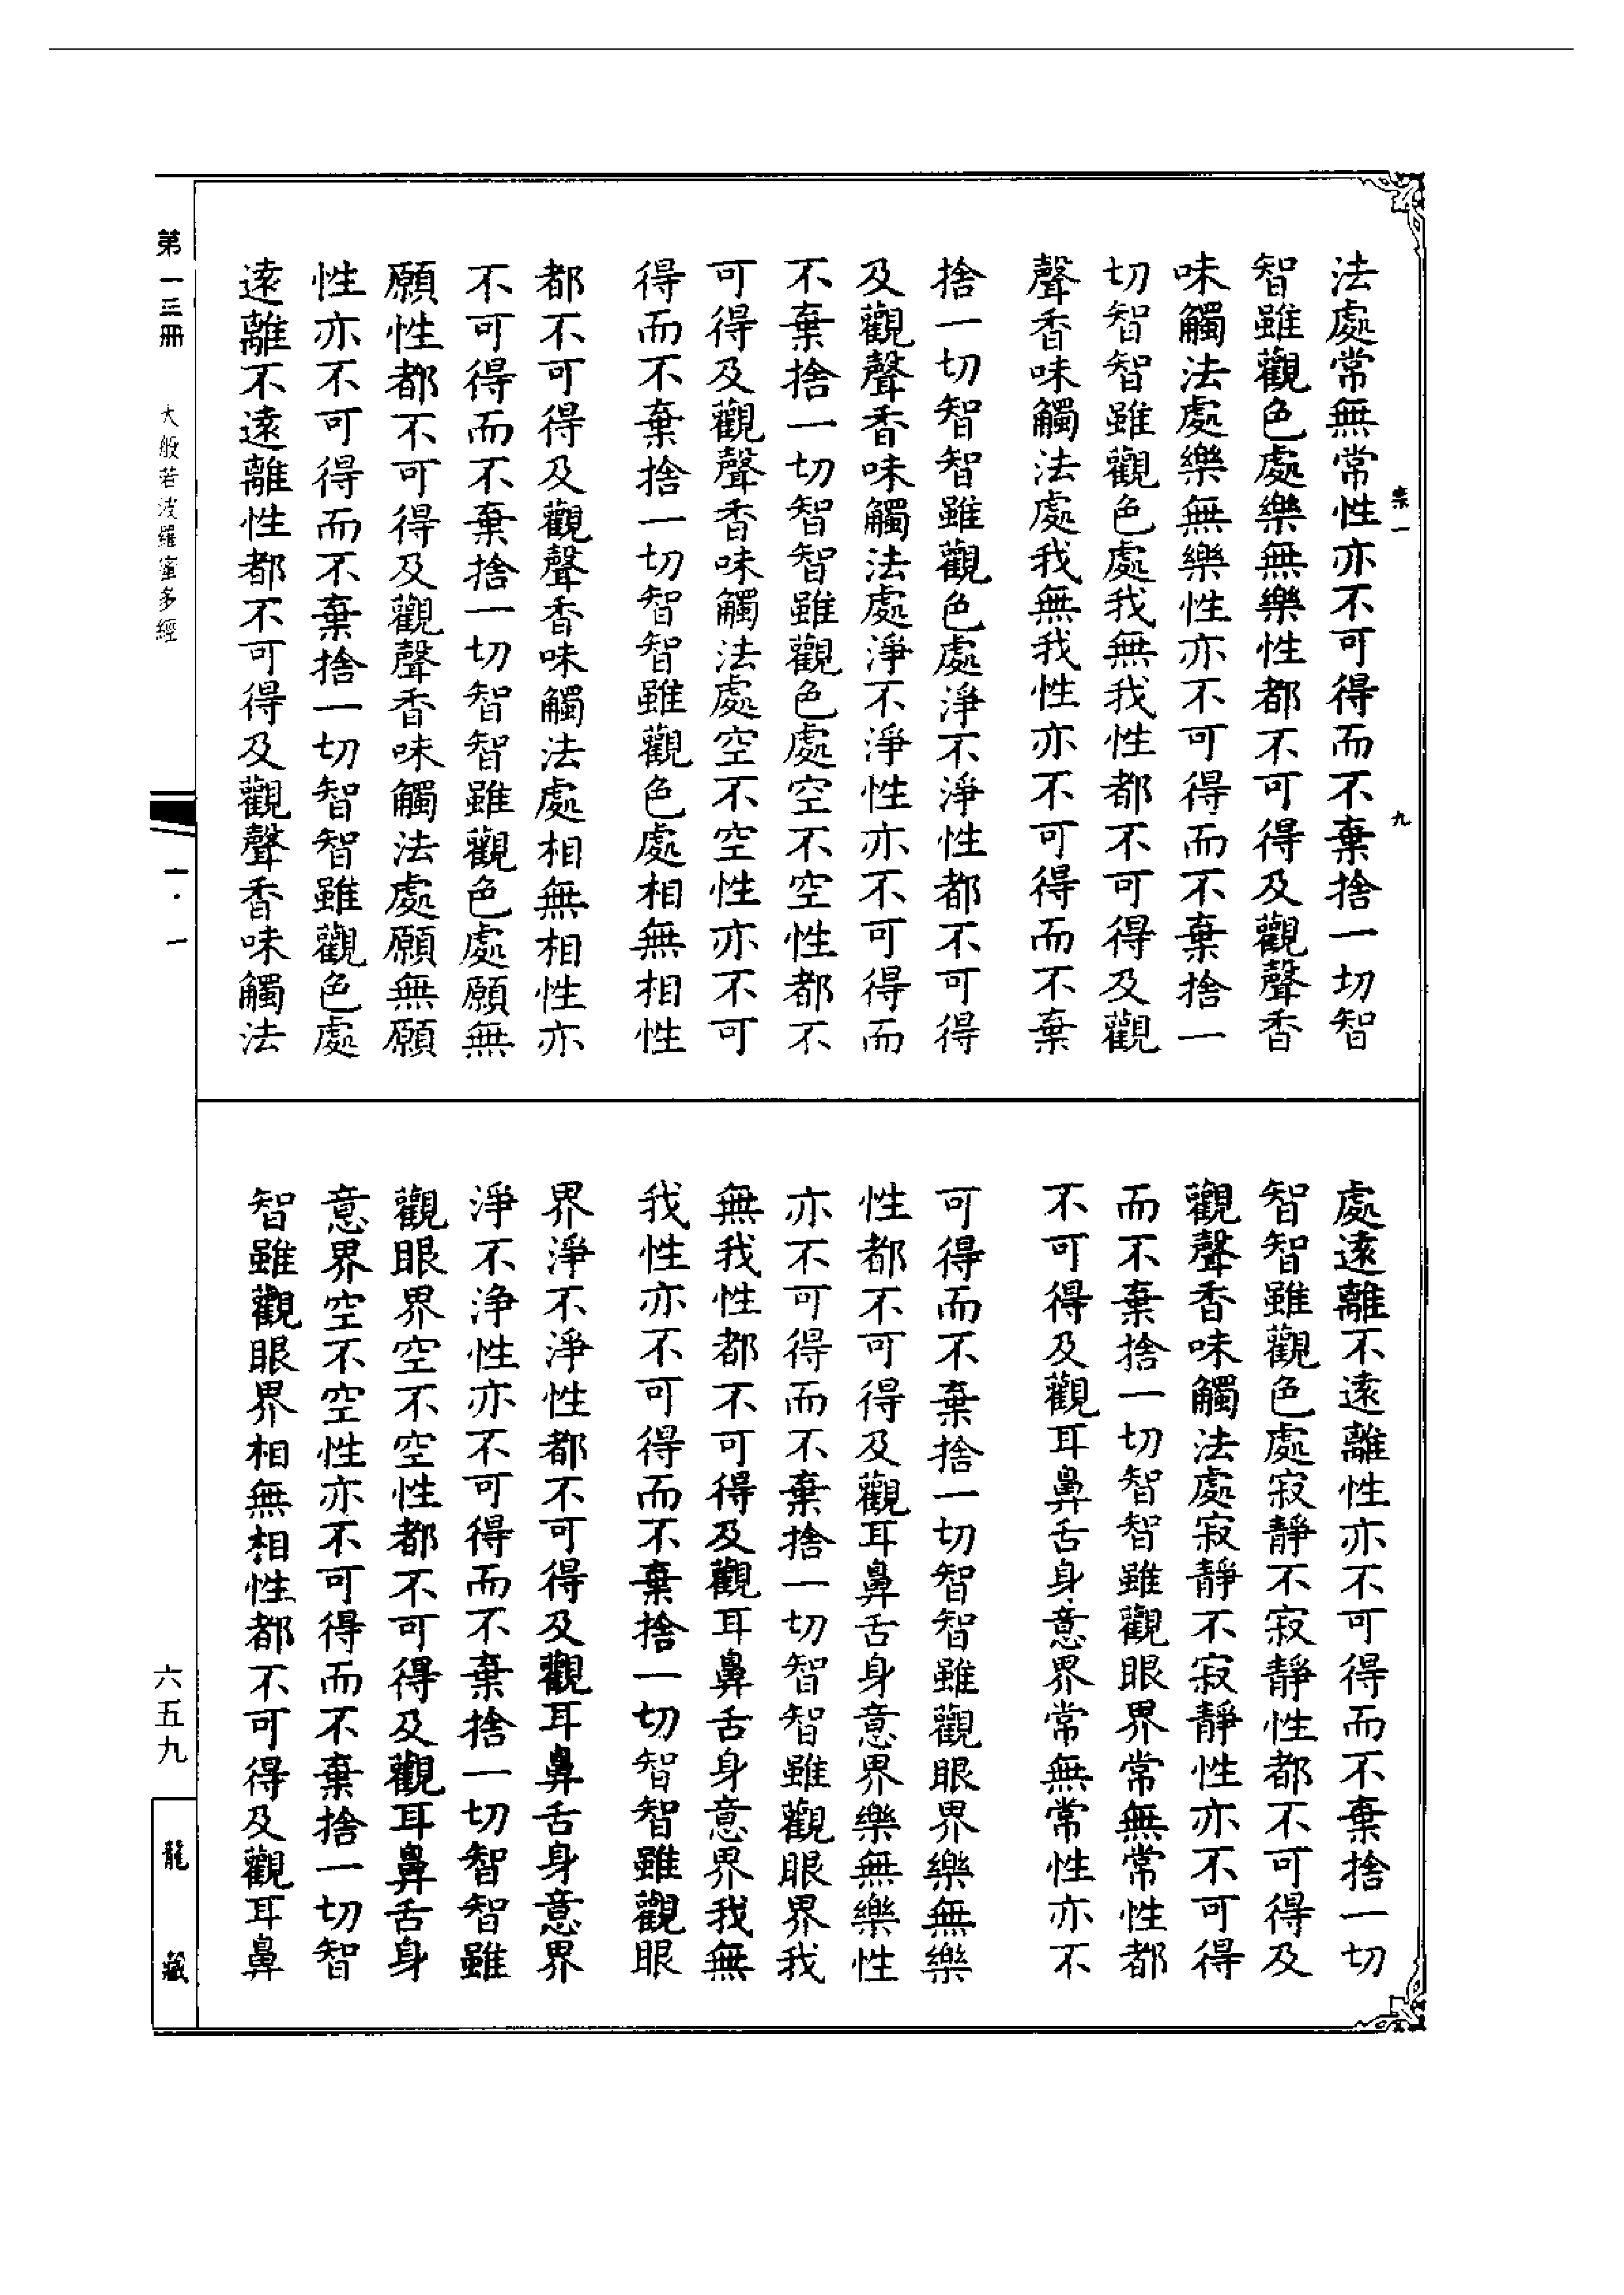 法處常無常性亦不可得而不棄捨一切智
智雖觀色處樂無樂性都不可得及觀聲香
味觸法處樂無樂性亦不可得而不棄捨一
切智智雖觀色處我無我性都不可得及觀
聲香味觸法處我無我性亦不可得而不棄
捨一切智智雖觀色處淨不淨性都不可得
及觀聲香味觸法處淨不淨性亦不可得而
不棄捨一切智智雖觀色處空不空性都不
可得及觀聲香味觸法處空不空性亦不可
得而不棄捨一切智智雖觀色處相無相性
都不可得及觀聲香味觸法處相無相性亦
不可得而不棄捨一切智智雖觀色處願無
願性都不可得及觀聲香味觸法處願無願
性亦不可得而不棄捨一切智智雖觀色處
遠離不遠離性都不可得及觀聲香味觸法
處遠離不遠離性亦不可得而不棄捨一切
智智雖觀色處寂靜不寂靜性都不可得及
觀聲香味觸法處寂靜不寂靜性亦不可得
而不棄捨一切智智雖觀眼界常無常性都
不可得及觀耳鼻舌身意界常無常性亦不
可得而不棄捨一切智智雖觀眼界樂無樂
性都不可得及觀耳鼻舌身意界樂無樂性
亦不可得而不棄捨一切智智雖觀眼界我
無我性都不可得及觀耳鼻舌身意界我無
我性亦不可得而不棄捨一切智智雖觀眼
界淨不淨性都不可得及觀耳鼻舌身意界
淨不淨性亦不可得而不棄捨一切智智雖
觀眼界空不空性都不可得及觀耳鼻舌身
意界空不空性亦不可得而不棄捨一切智
智雖觀眼界相無相性都不可得及觀耳鼻
柰一
九
第一三冊
大般若波羅蜜多經
一·一
六五九
龍藏